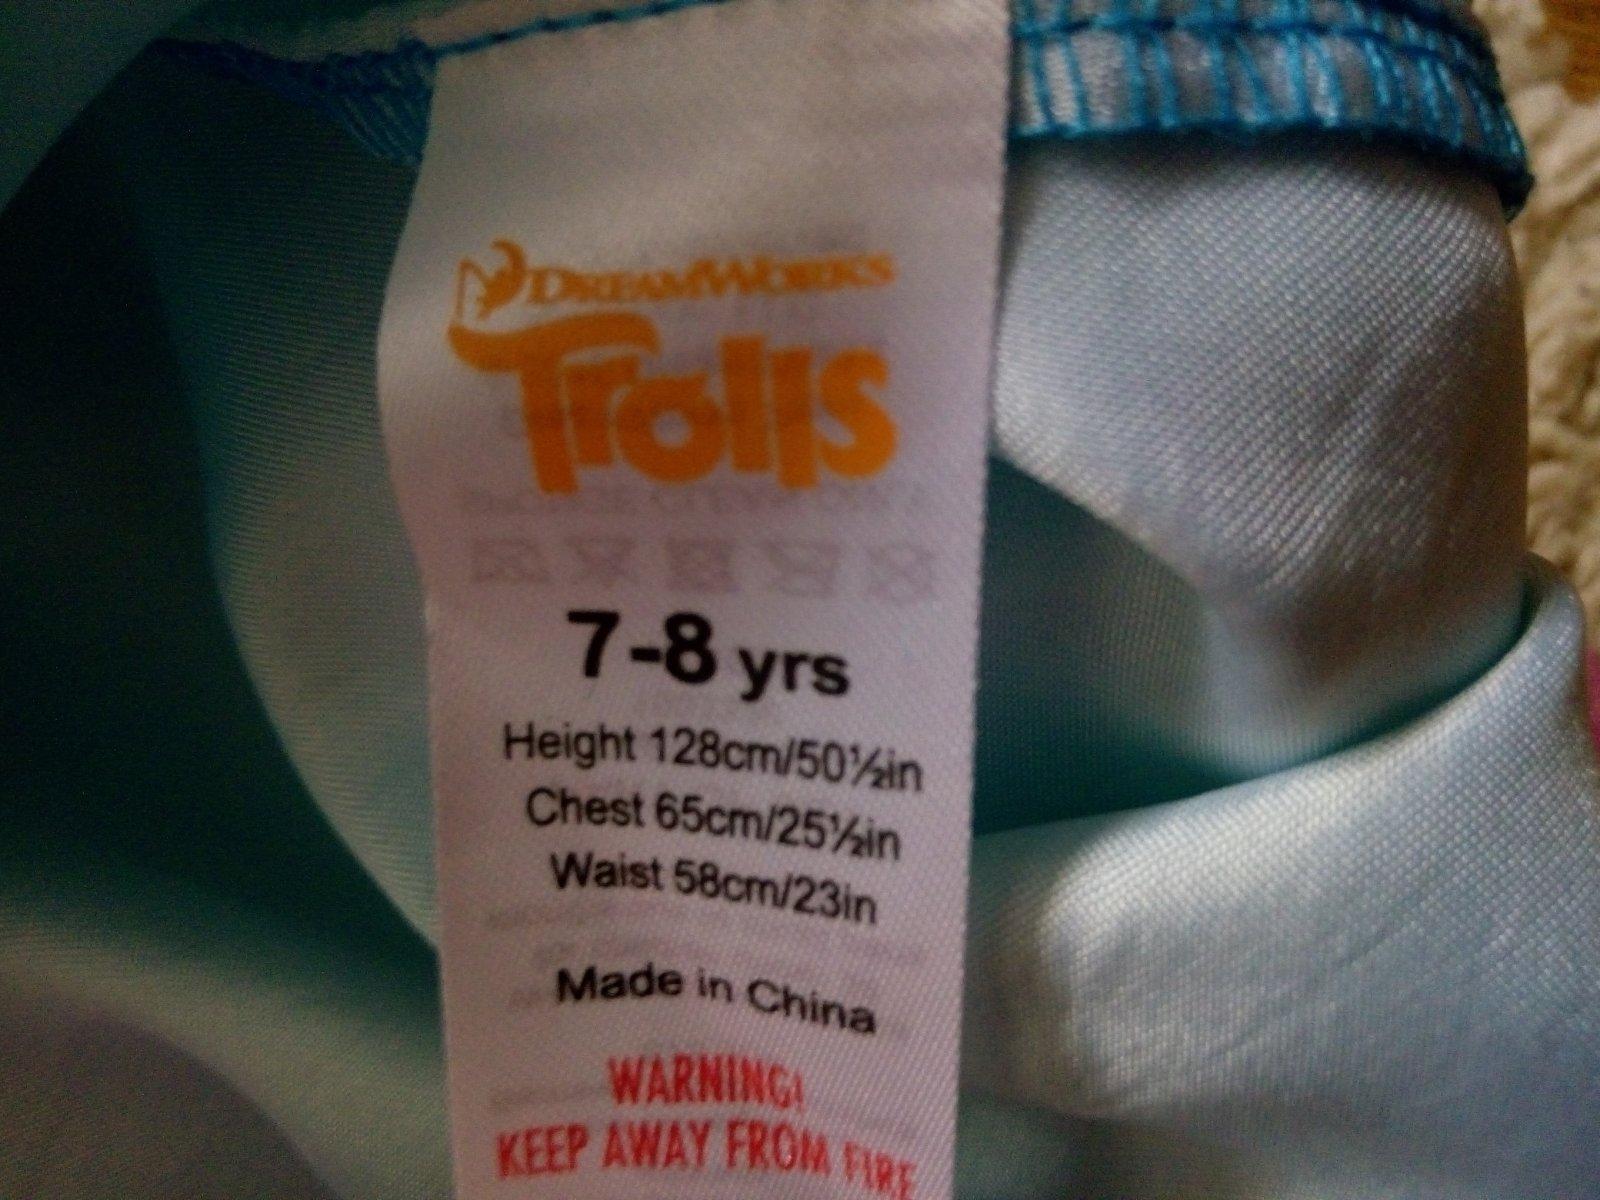 DREAMWORKS
Trolls
7-8 yrs
Height 128cm/50½in
Chest 65cm/25½in
Waist 58cm/23in
Made in China
WARNING!
KEEP AWAY FROM FIRE